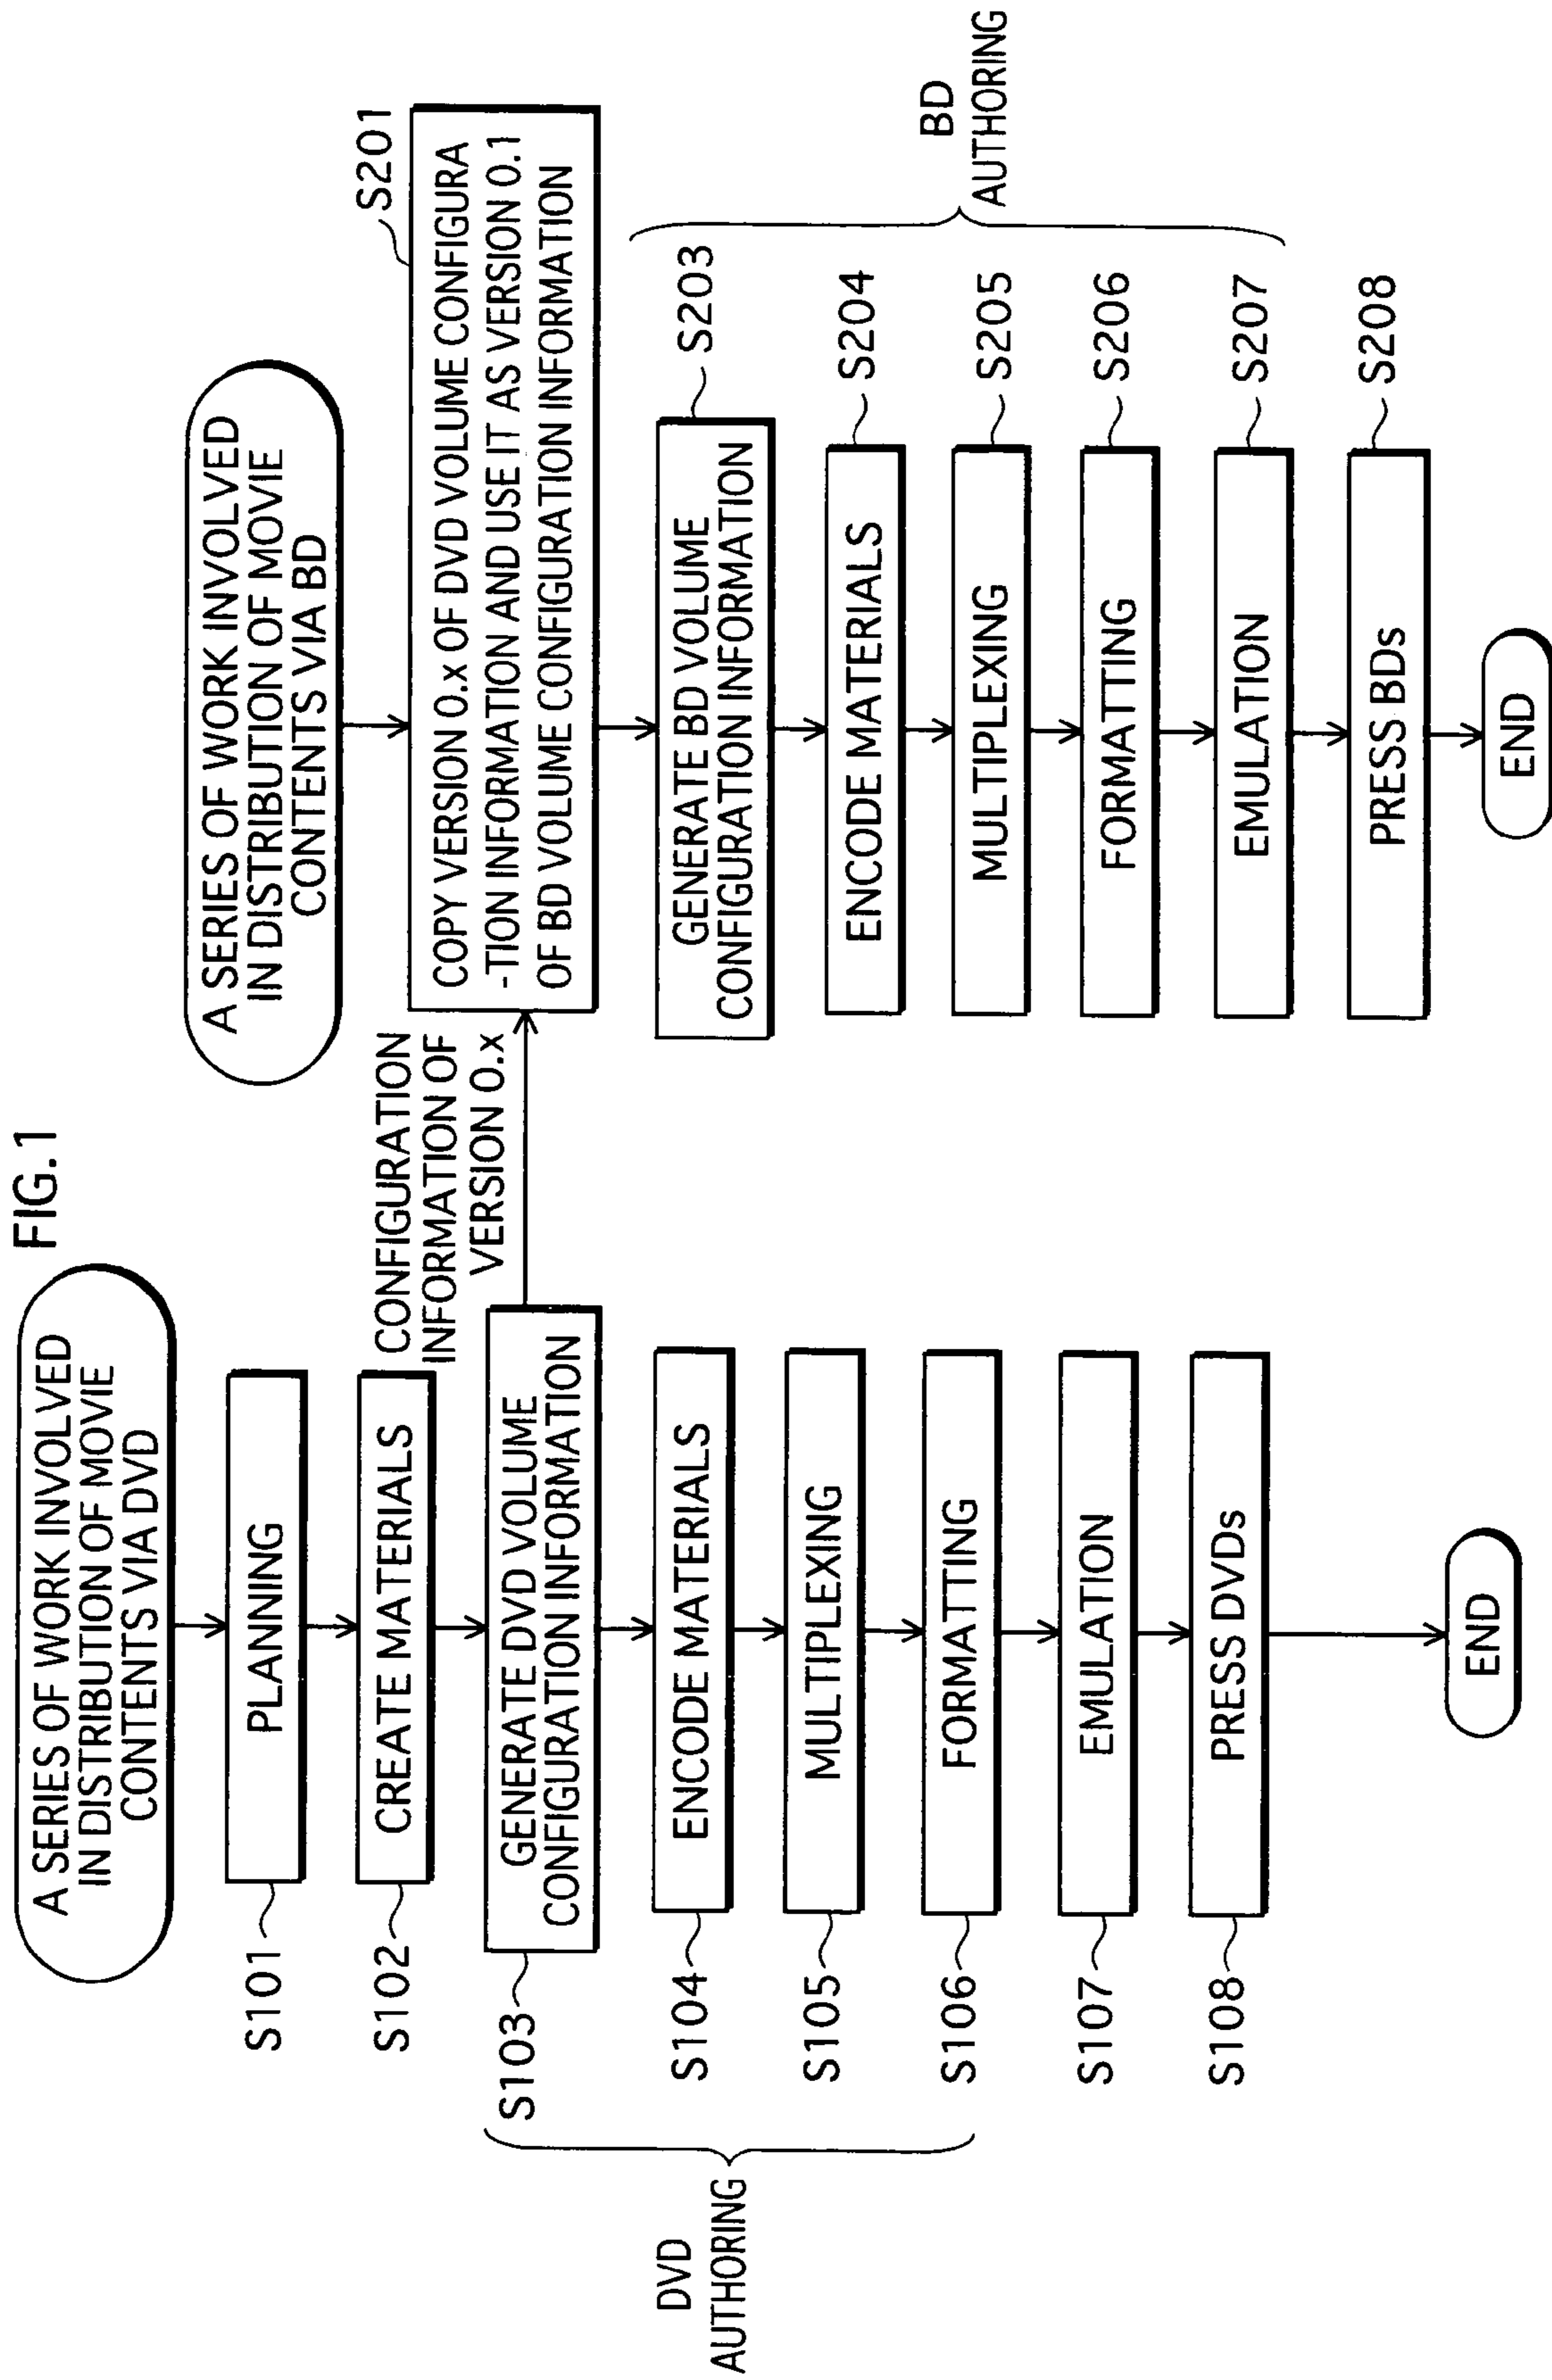 FIG.1
A SERIES OF WORK INVOLVED
IN DISTRIBUTION OF MOVIE
CONTENTS VIA DVD
S101
PLANNING
S102
CREATE MATERIALS
S103
GENERATE DVD VOLUME
CONFIGURATION INFORMATION
CONFIGURATION
INFORMATION OF
VERSION 0.x
S104
ENCODE MATERIALS
S105
MULTIPLEXING
S106
FORMATTING
S107
EMULATION
S108
PRESS DVDs
END
DVD
AUTHORING
A SERIES OF WORK INVOLVED
IN DISTRIBUTION OF MOVIE
CONTENTS VIA BD
S201
COPY VERSION 0.x OF DVD VOLUME CONFIGURA
-TION INFORMATION AND USE IT AS VERSION 0.1
OF BD VOLUME CONFIGURATION INFORMATION
GENERATE BD VOLUME
CONFIGURATION INFORMATION
S203
ENCODE MATERIALS
S204
MULTIPLEXING
S205
FORMATTING
S206
EMULATION
S207
PRESS BDs
S208
END
BD
AUTHORING